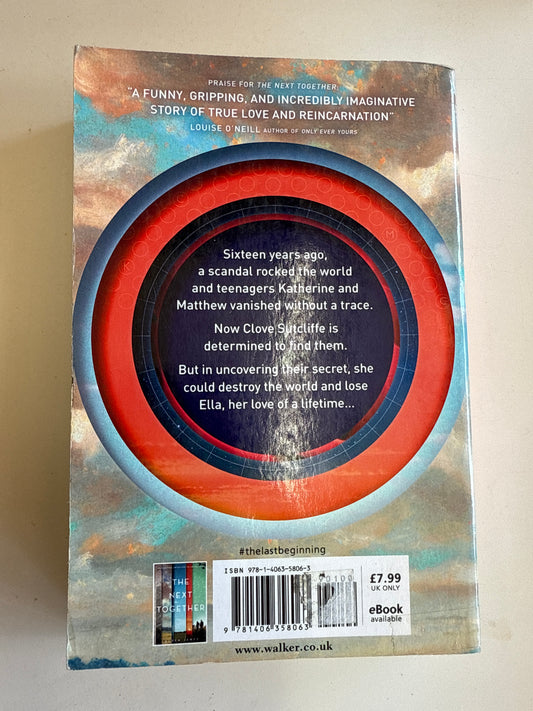 PRAISE FOR THE NEXT TOGETHER:
"A FUNNY, GRIPPING, AND INCREDIBLY IMAGINATIVE
STORY OF TRUE LOVE AND REINCARNATION"
LOUISE O'NEILL AUTHOR OF ONLY EVER YOURS
Sixteen years ago,
a scandal rocked the world
and teenagers Katherine and
Matthew vanished without a trace.
Now Clove Sutcliffe is
determined to find them.
But in uncovering their secret, she
could destroy the world and lose
Ella, her love of a lifetime...
#thelastbeginning
ISBN 978-1-4063-5806-3
THE
NEXT
TOGETHER
00100
9 781406 358063
£7.99
UK ONLY
eBook
available
www.walker.co.uk